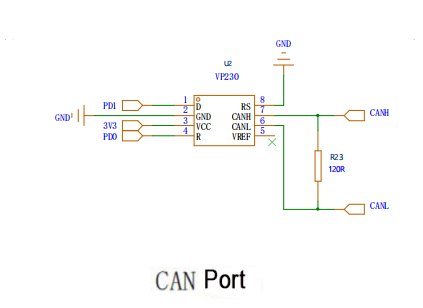 GND
U2
VP230
PD1 1 D RS 8
GND 2 GND CANH 7 CANH
3V3 3 VCC CANL 6
PD0 4 R VREF 5
R23
120R
CANL
CAN Port